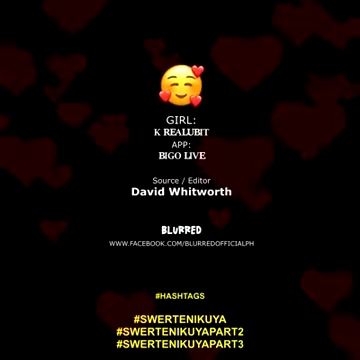 GIRL:
K REALUBIT
APP:
BIGO LIVE
Source / Editor
David Whitworth
BLURRED
WWW.FACEBOOK.COM/BLURREDOFFICIALPH
#HASHTAGS
#SWERTENIKUYA
#SWERTENIKUYAPART2
#SWERTENIKUYAPART3